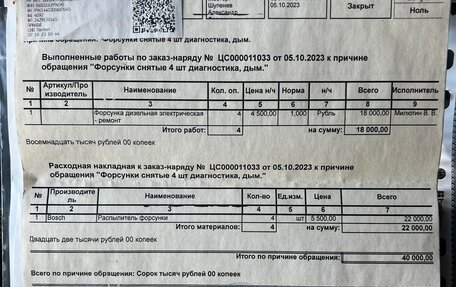 Шуленев
Александр
05.10.2023
Закрыт
Ноль
причине обращения: "Форсунки снятые 4 шт диагностика, дым."
Выполненные работы по заказ-наряду № ЦС000011033 от 05.10.2023 к причине
обращения "Форсунки снятые 4 шт диагностика, дым."
№ Артикул/Про изводитель Наименование Кол. оп. Цена н/ч Норма н/ч Всего Исполнитель
1 2 3 4 5 6 7 8 9
1 Форсунка дизельная электрическая - ремонт 4 4 500,00 1,000 Рубль 18 000,00 Милютин В. В.
Итого работ: 4 на сумму: 18 000,00
Восемнадцать тысяч рублей 00 копеек
Расходная накладная к заказ-наряду № ЦС000011033 от 05.10.2023 к причине
обращения "Форсунки снятые 4 шт диагностика, дым."
№ Производитель Наименование Кол-во Ед.изм. Цена Всего
1 2 3 4 5 6 7
1 Bosch Распылитель форсунки 4 шт 5 500,00 22 000,00
Итого материалов: 4 на сумму: 22 000,00
Двадцать две тысячи рублей 00 копеек
Итого по причине обращения: 40 000,00
Всего по причине обращения: Сорок тысяч рублей 00 копеек